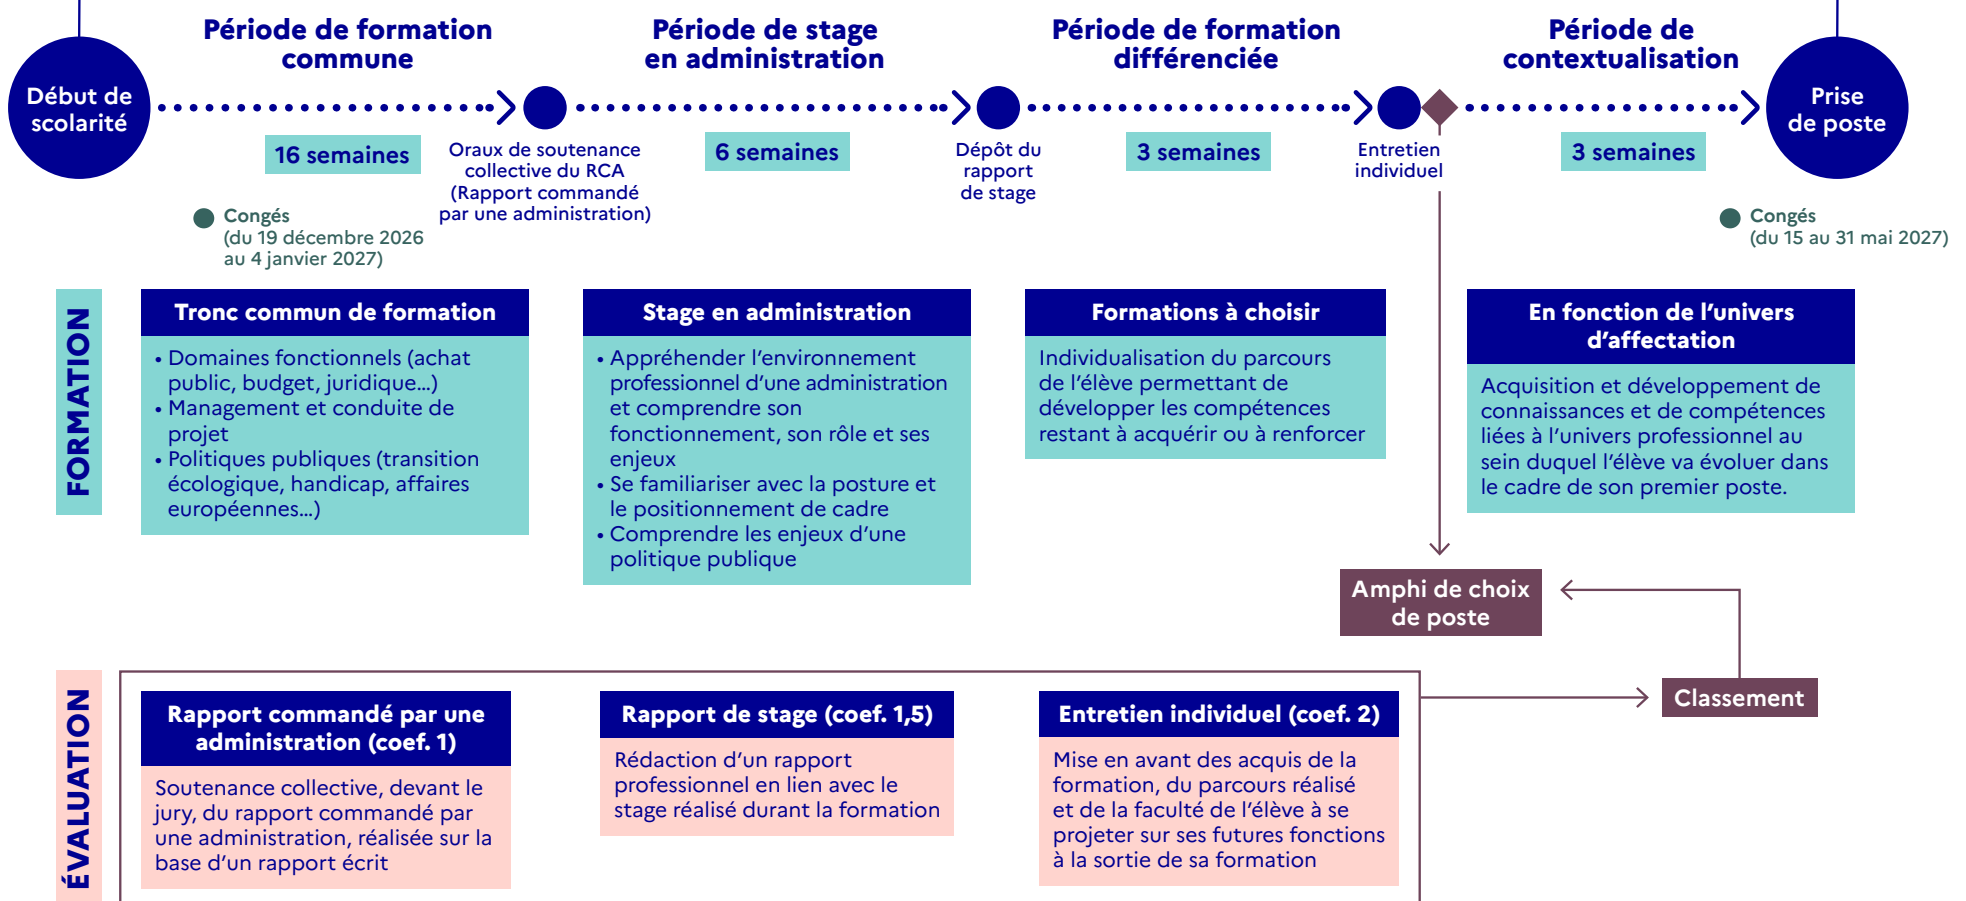 Début de
scolarité
Période de formation
commune
16 semaines
Congés
(du 19 décembre 2026
au 4 janvier 2027)
Oraux de soutenance
collective du RCA
(Rapport commandé
par une administration)
Période de stage
en administration
6 semaines
Dépôt du
rapport
de stage
Période de formation
différenciée
3 semaines
Entretien
individuel
Période de
contextualisation
3 semaines
Prise
de poste
Congés
(du 15 au 31 mai 2027)
FORMATION
Tronc commun de formation
• Domaines fonctionnels (achat
public, budget, juridique...)
• Management et conduite de
projet
• Politiques publiques (transition
écologique, handicap, affaires
européennes...)
Stage en administration
• Appréhender l'environnement
professionnel d'une administration
et comprendre son
fonctionnement, son rôle et ses
enjeux
• Se familiariser avec la posture et
le positionnement de cadre
• Comprendre les enjeux d'une
politique publique
Formations à choisir
Individualisation du parcours
de l'élève permettant de
développer les compétences
restant à acquérir ou à renforcer
En fonction de l'univers
d'affectation
Acquisition et développement de
connaissances et de compétences
liées à l'univers professionnel au
sein duquel l'élève va évoluer dans
le cadre de son premier poste.
Amphi de choix
de poste
Classement
ÉVALUATION
Rapport commandé par une
administration (coef. 1)
Soutenance collective, devant le
jury, du rapport commandé par
une administration, réalisée sur la
base d'un rapport écrit
Rapport de stage (coef. 1,5)
Rédaction d'un rapport
professionnel en lien avec le
stage réalisé durant la formation
Entretien individuel (coef. 2)
Mise en avant des acquis de la
formation, du parcours réalisé
et de la faculté de l'élève à se
projeter sur ses futures fonctions
à la sortie de sa formation